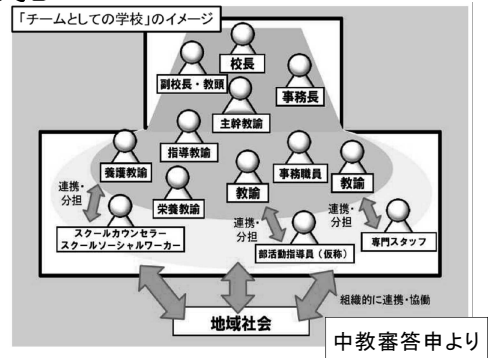 「チームとしての学校」のイメージ
校長
副校長・教頭
事務長
主幹教諭
指導教諭
養護教諭
教諭
事務職員
教諭
栄養教諭
連携・
分担
連携・
分担
連携・
分担
スクールカウンセラー
スクールソーシャルワーカー
部活動指導員（仮称）
専門スタッフ
組織的に連携・協働
地域社会
中教審答申より